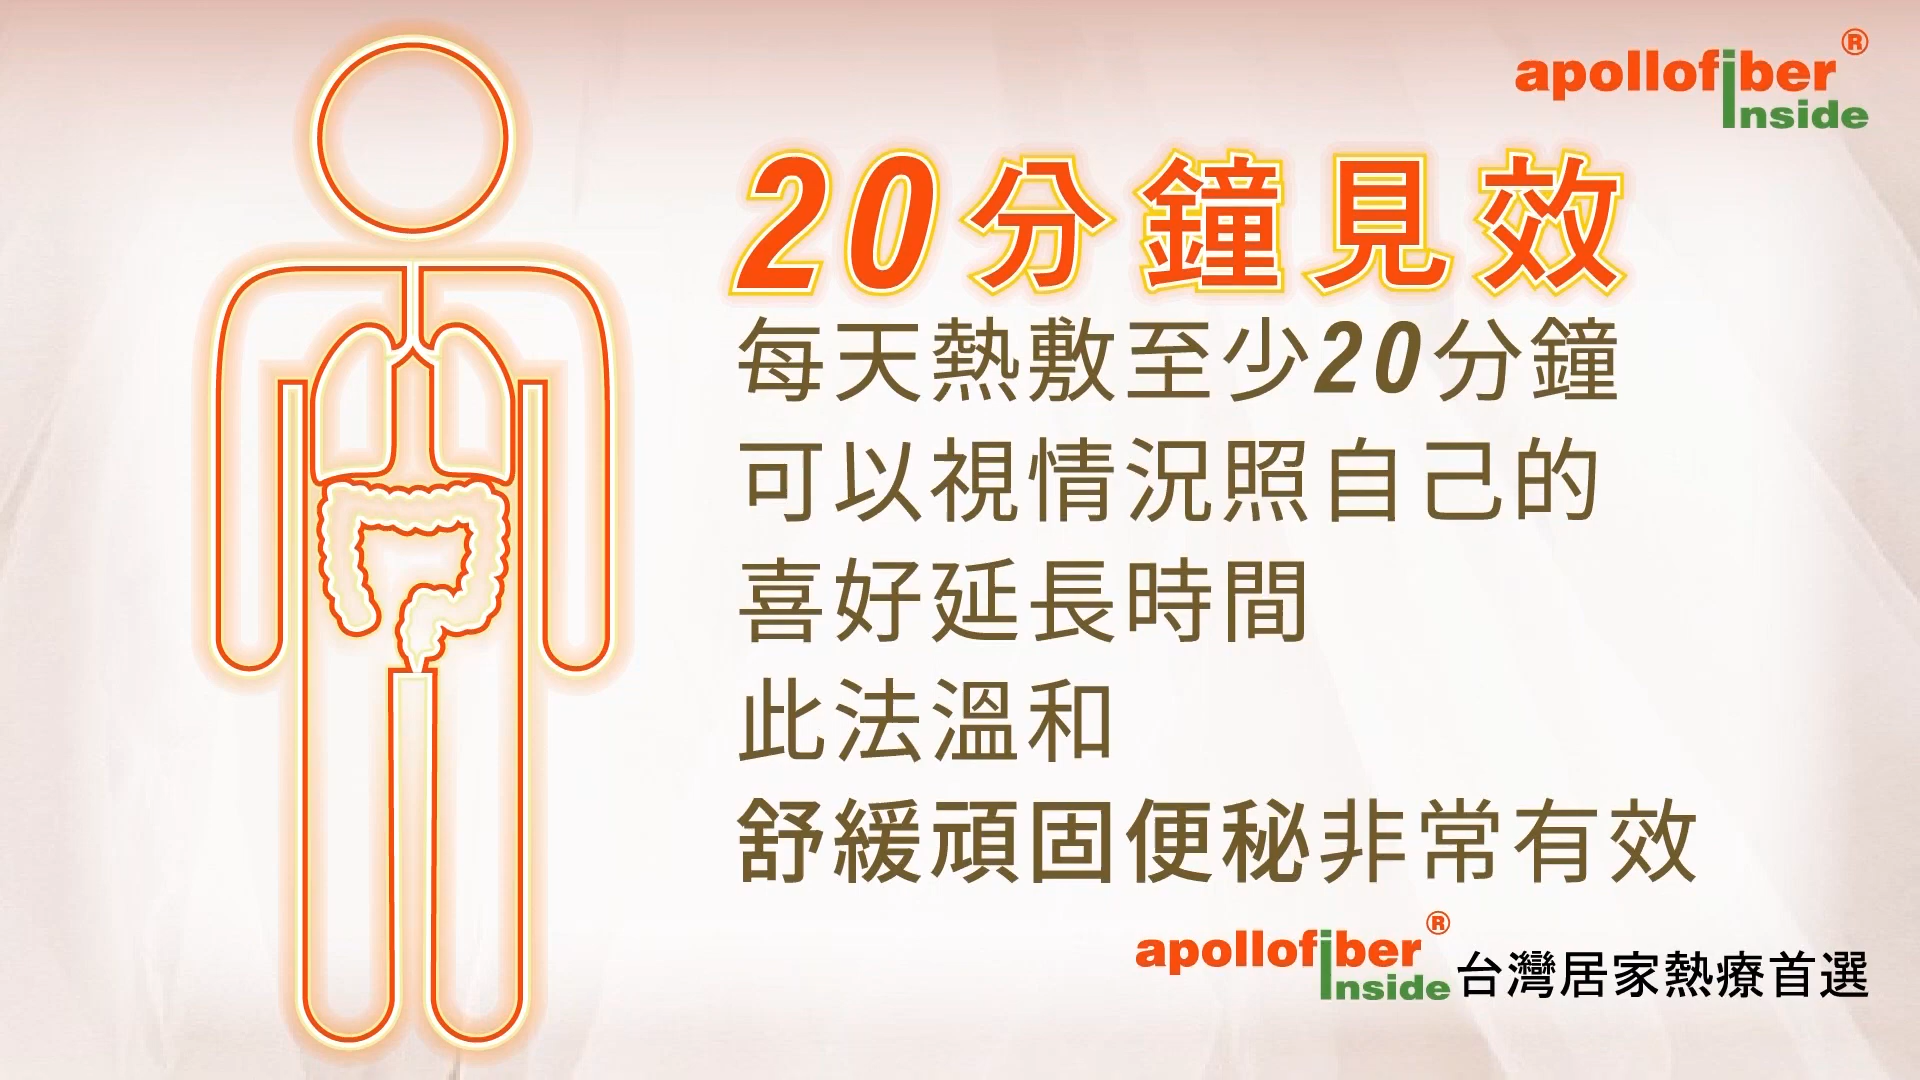 apollofiber®
Inside
20分鐘見效
每天熱敷至少20分鐘
可以視情況照自己的
喜好延長時間
此法溫和
舒緩頑固便秘非常有效
apollofiber®
Inside 台灣居家熱療首選